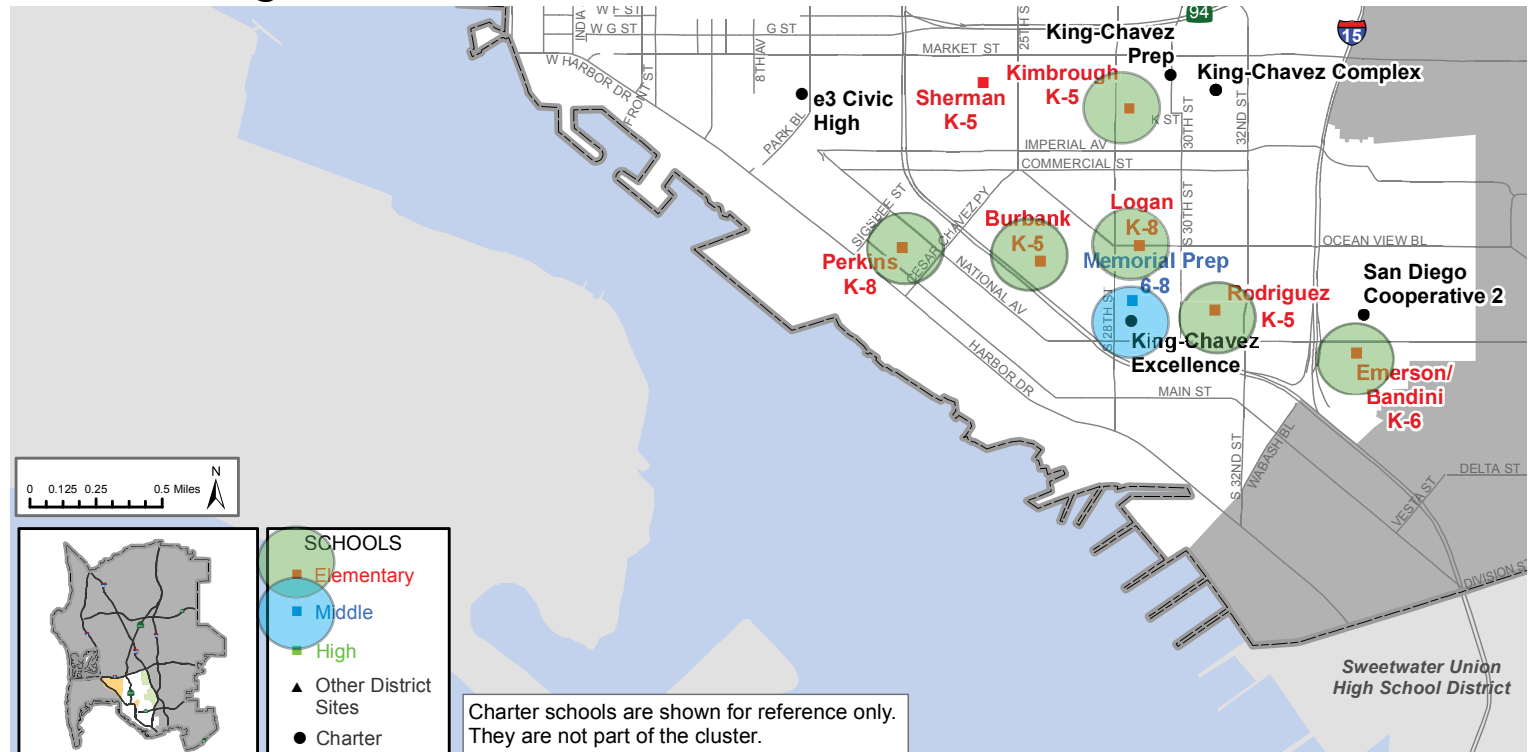 W F ST
W G ST
G ST
INDIA
8TH AV
25TH S
94
15
MARKET ST
W HARBOR DR
FRONT ST
PARK BL
King-Chavez
Prep
King-Chavez Complex
Kimbrough
K-5
Sherman
K-5
e3 Civic
High
K ST
30TH ST
32ND ST
IMPERIAL AV
COMMERCIAL ST
SIGSBEE ST
CESAR CHAVEZ PY
Logan
K-8
S 30TH ST
Burbank
K-5
OCEAN VIEW BL
Perkins
K-8
NATIONAL AV
Memorial Prep
6-8
San Diego
Cooperative 2
Rodriguez
K-5
S 28TH ST
King-Chavez
Excellence
HARBOR DR
MAIN ST
Emerson/
Bandini
K-6
S 32ND ST
WABASH BL
VESTA ST
DELTA ST
DIVISION ST
Sweetwater Union
High School District
N
0 0.125 0.25 0.5 Miles
SCHOOLS
Elementary
Middle
High
Other District
Sites
Charter
Charter schools are shown for reference only.
They are not part of the cluster.